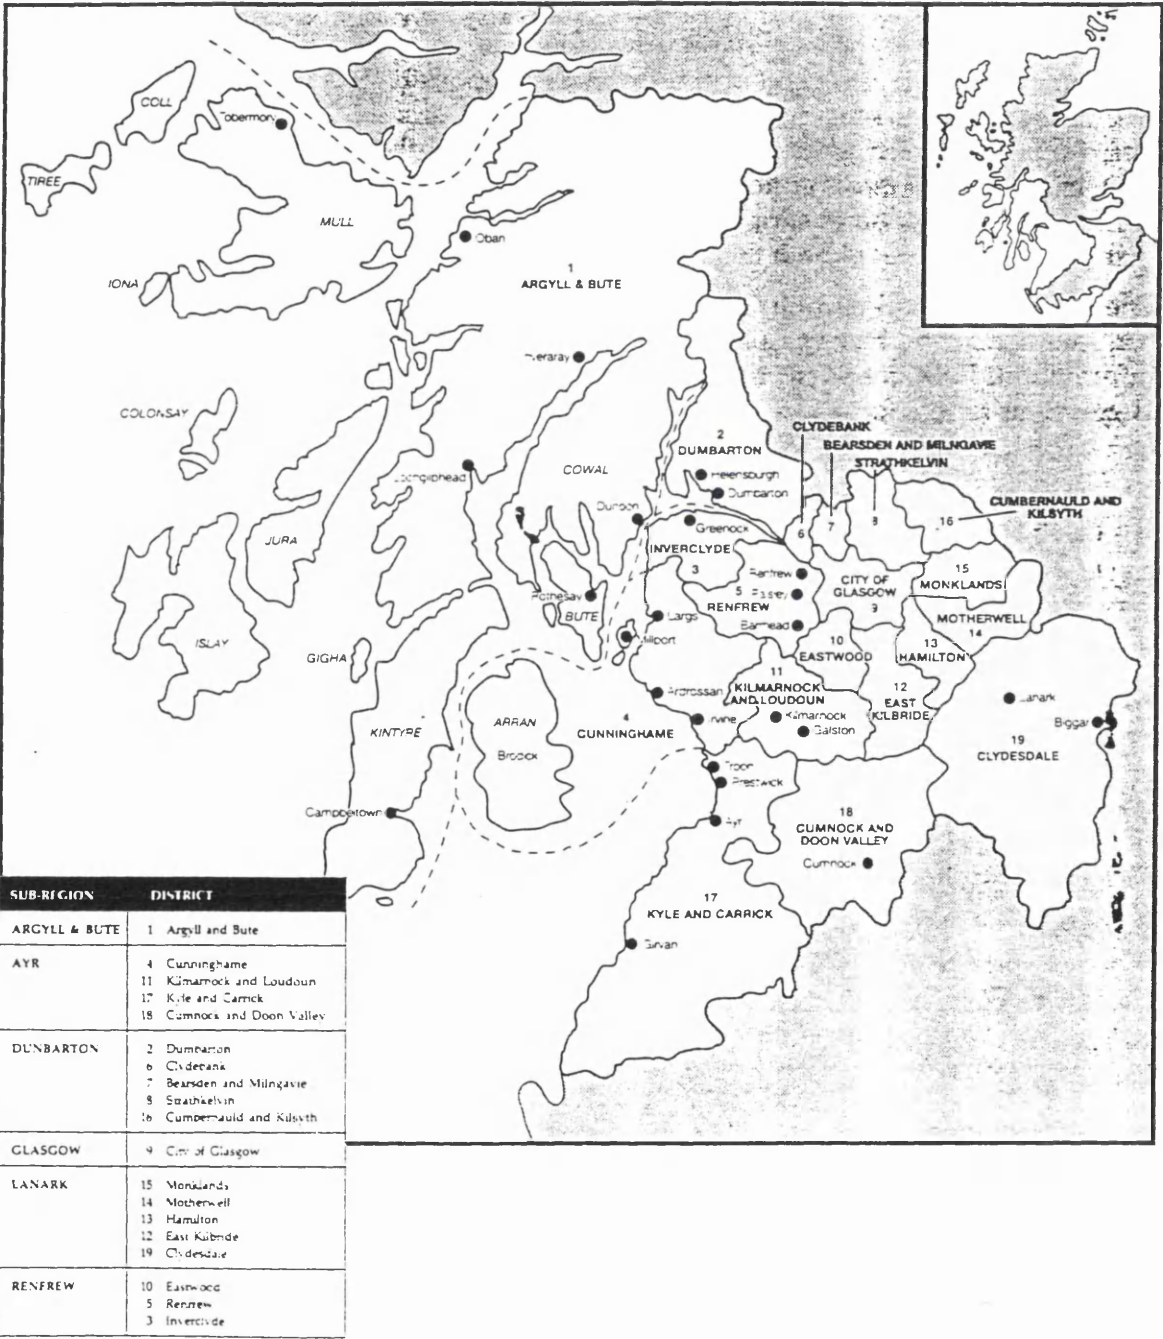 COLL
Tobermory
TIREE
MULL
Oban
IONA
1
ARGYLL & BUTE
Inveraray
COLONSAY
CLYDEBANK
BEARSDEN AND MILNGAVIE
STRATHKELVIN
2
DUMBARTON
COWAL
Helensburgh
Dumbarton
Lochgilphead
CUMBERNAULD AND
KILSYTH
Dunoon
Greenock
6
7
8
16
JURA
INVERCLYDE
3
Renfrew
5
Paisley
RENFREW
Barrhead
CITY OF
GLASGOW
9
15
MONKLANDS
MOTHERWELL
14
Rothesay
BUTE
Largs
Millport
ISLAY
GIGHA
10
EASTWOOD
13
HAMILTON
11
KILMARNOCK
AND LOUDOUN
Kilmarnock
Galston
12
EAST
KILBRIDE
Ardrossan
Irvine
Lanark
Biggar
19
CLYDESDALE
KINTYRE
ARRAN
Brodick
4
CUNNINGHAME
Troon
Prestwick
Ayr
Campbeltown
18
CUMNOCK AND
DOON VALLEY
Cumnock
17
KYLE AND CARRICK
Girvan
SUB-REGION DISTRICT
ARGYLL & BUTE 1 Argyll and Bute
AYR 4 Cunninghame
11 Kilmarnock and Loudoun
17 Kyle and Carrick
18 Cumnock and Doon Valley
DUNBARTON 2 Dumbarton
6 Clydebank
7 Bearsden and Milngavie
8 Strathkelvin
16 Cumbernauld and Kilsyth
GLASGOW 9 City of Glasgow
LANARK 15 Monklands
14 Motherwell
13 Hamilton
12 East Kilbride
19 Clydesdale
RENFREW 10 Eastwood
5 Renfrew
3 Inverclyde